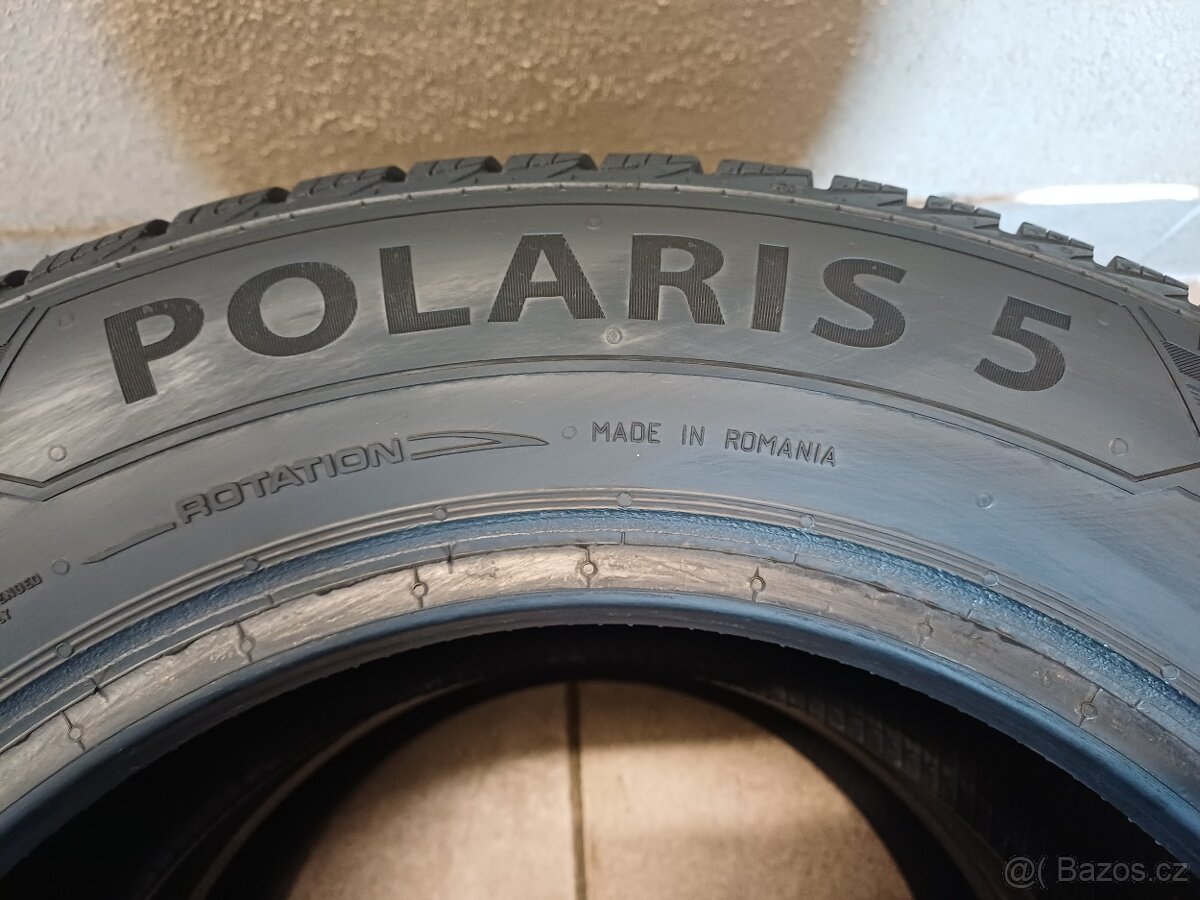 POLARIS 5
ROTATION
MADE IN ROMANIA
@( Bazos.cz